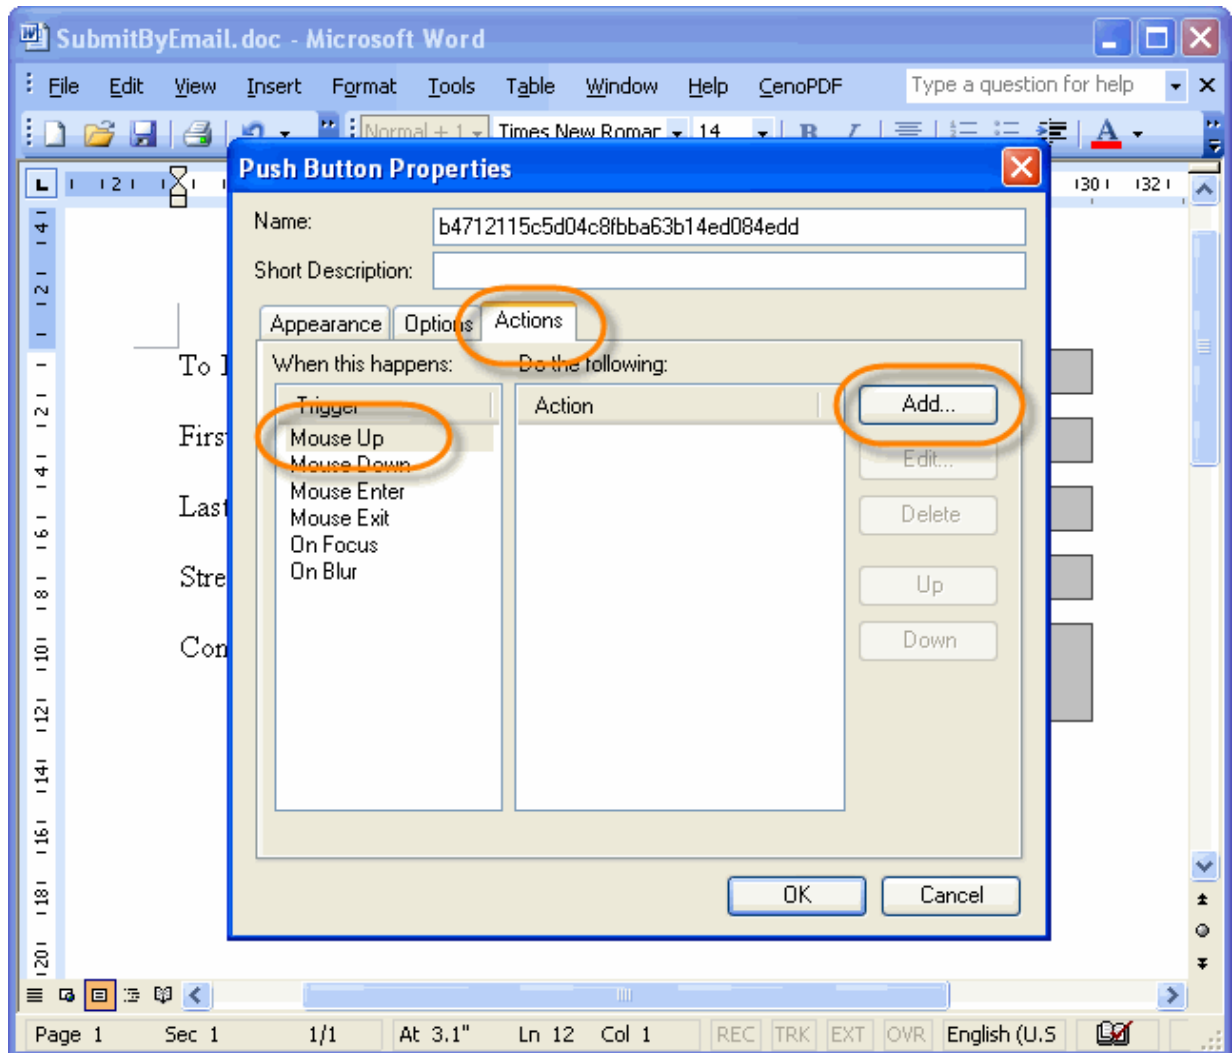 SubmitByEmail.doc - Microsoft Word
File Edit View Insert Format Tools Table Window Help CenoPDF Type a question for help
Normal + 1 Times New Roman 14 B I A
Push Button Properties
Name: b4712115c5d04c8fbba63b14ed084edd
Short Description:
Appearance Options Actions
When this happens: Do the following:
Trigger Action Add...
Mouse Up
Mouse Down Edit...
Mouse Enter
Mouse Exit Delete
On Focus
On Blur Up
Down
To
First
Last
Stre
Con
OK Cancel
Page 1 Sec 1 1/1 At 3.1" Ln 12 Col 1 REC TRK EXT OVR English (U.S